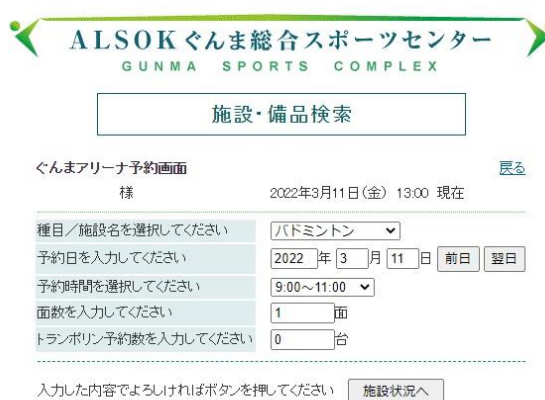 ALSOKぐんま総合スポーツセンター
GUNMA SPORTS COMPLEX
施設・備品検索
ぐんまアリーナ予約画面 戻る
様 2022年3月11日(金) 13:00 現在
種目/施設名を選択してください バドミントン
予約日を入力してください 2022 年 3 月 11 日 前日 翌日
予約時間を選択してください 9:00～11:00
面数を入力してください 1 面
トランポリン予約数を入力してください 0 台
入力した内容でよろしければボタンを押してください 施設状況へ